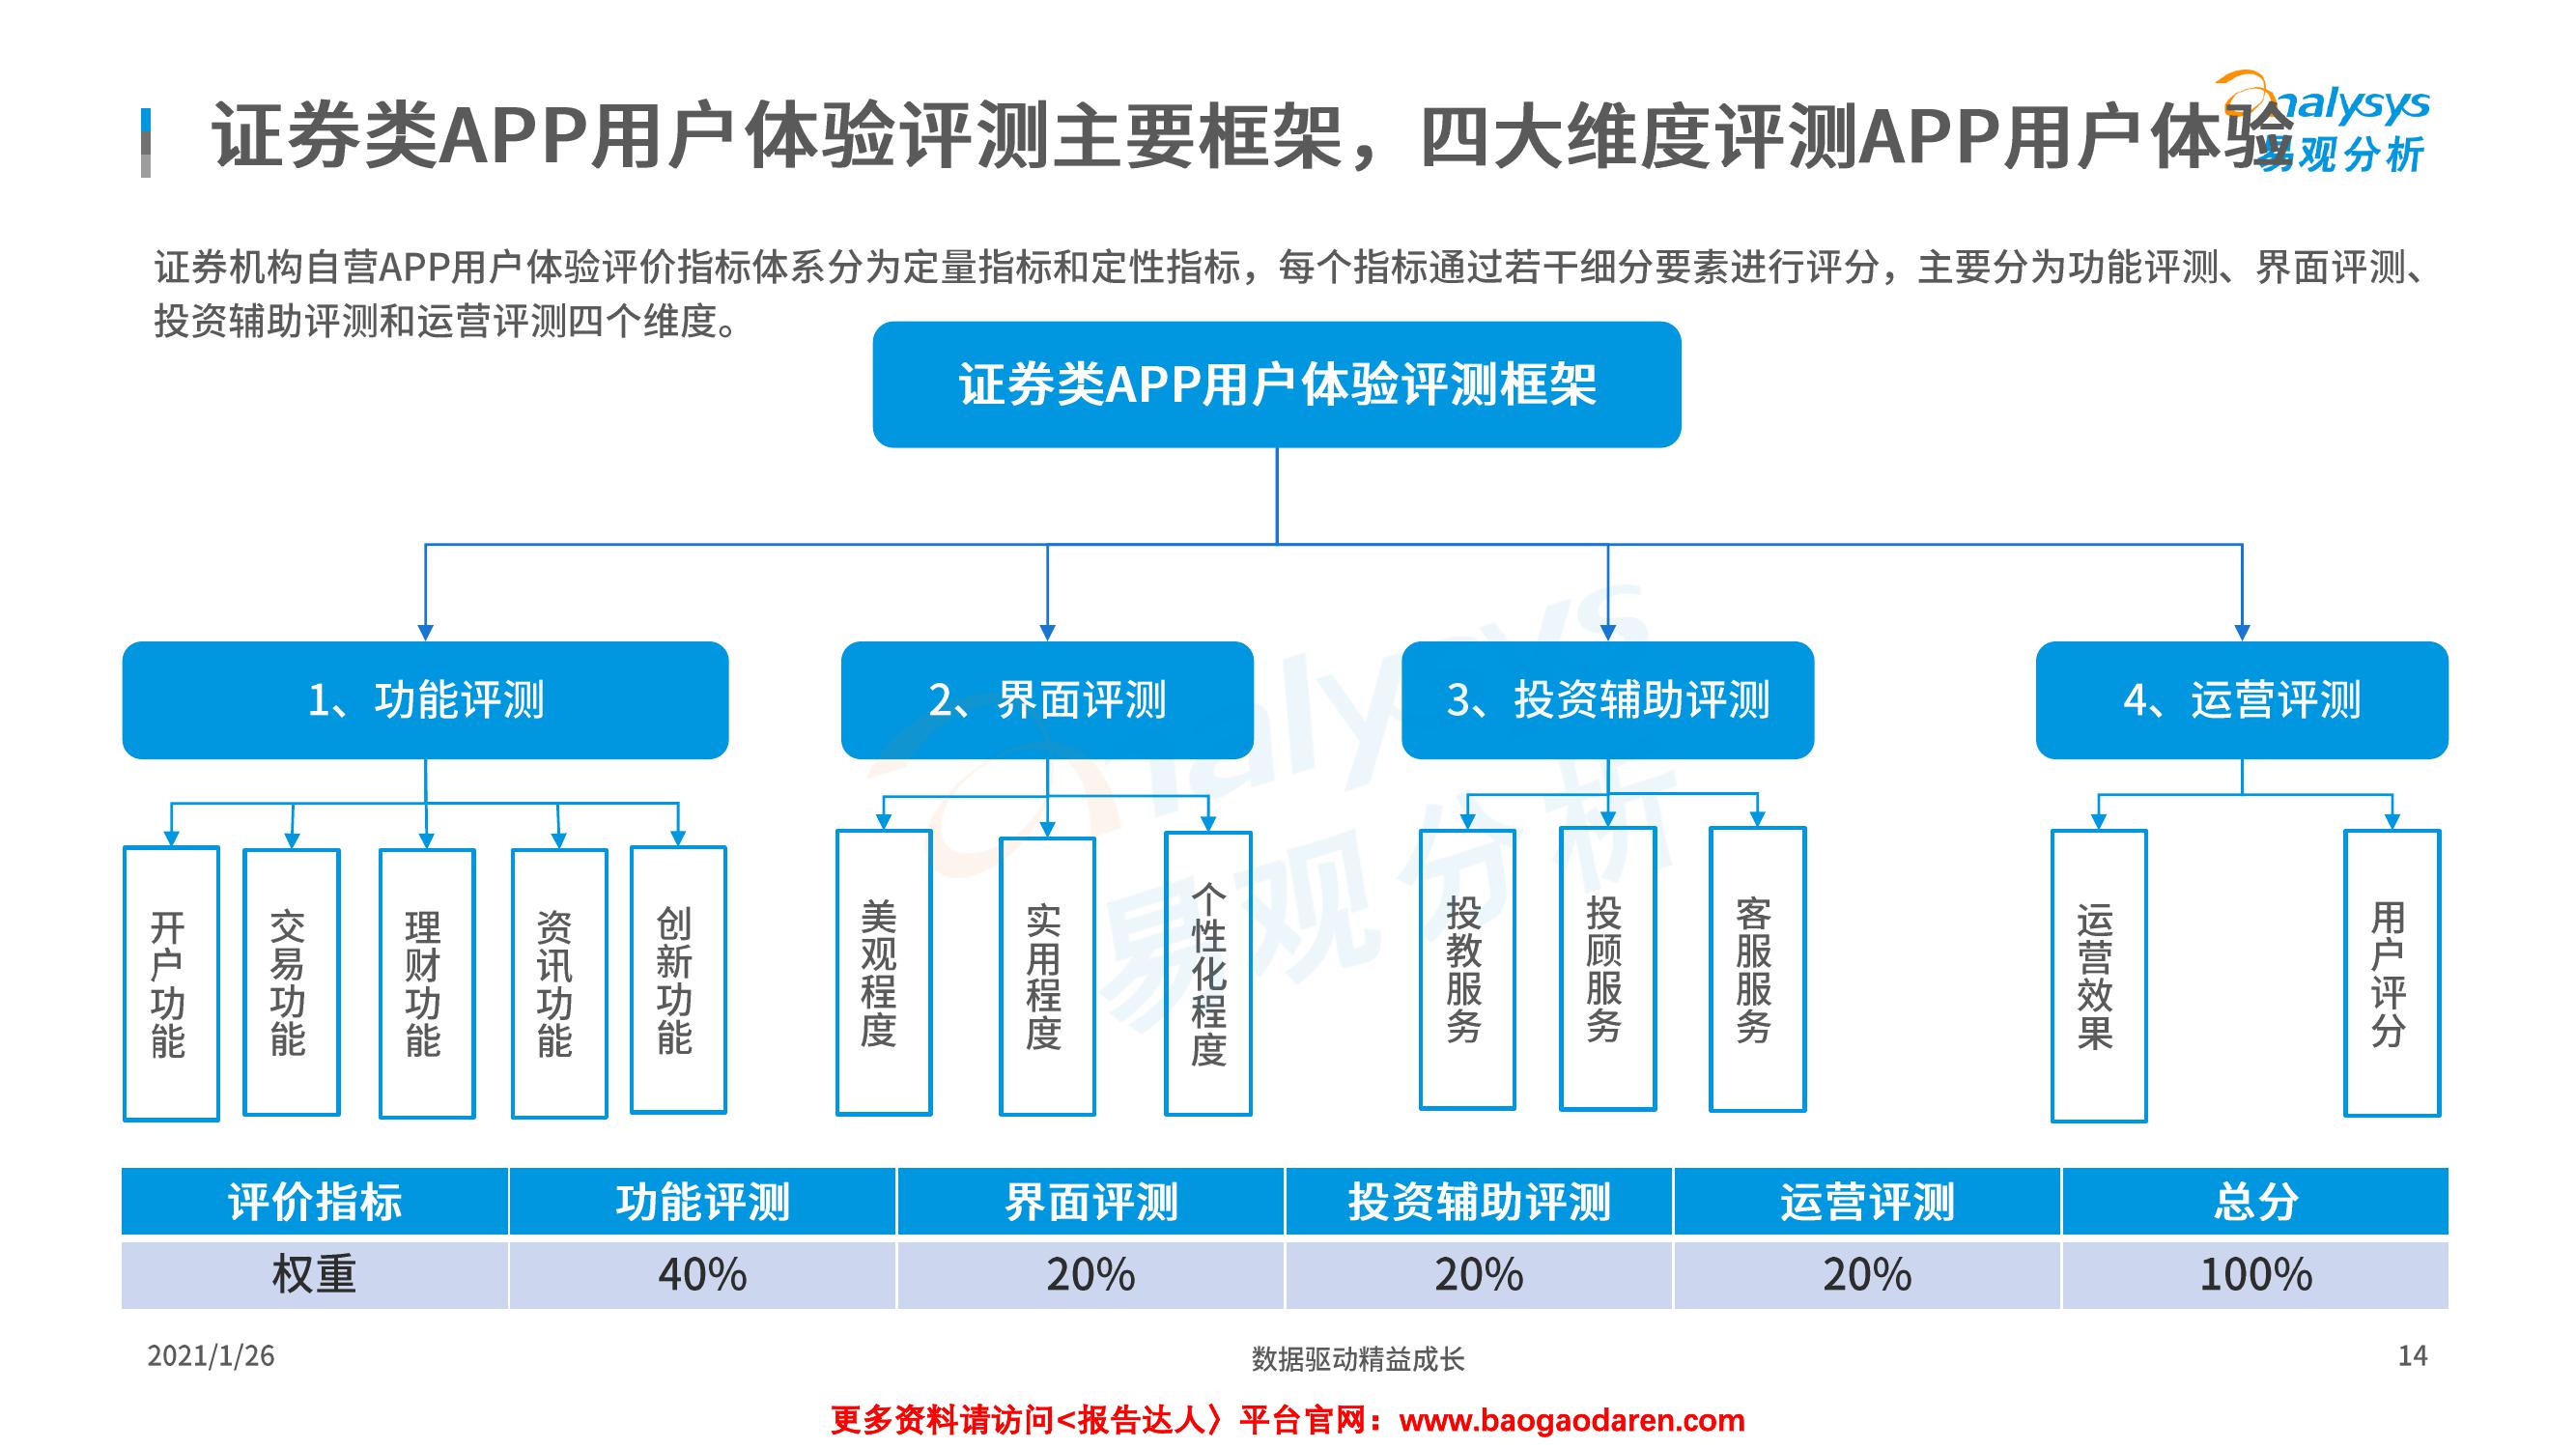 证券类APP用户体验评测主要框架，四大维度评测APP用户体验
analysys
易观分析
证券机构自营APP用户体验评价指标体系分为定量指标和定性指标，每个指标通过若干细分要素进行评分，主要分为功能评测、界面评测、
投资辅助评测和运营评测四个维度。
证券类APP用户体验评测框架
1、功能评测
2、界面评测
3、投资辅助评测
4、运营评测
开户功能
交易功能
理财功能
资讯功能
创新功能
美观程度
实用程度
个性化程度
投教服务
投顾服务
客服服务
运营效果
用户评分
analysys
易观分析
评价指标 功能评测 界面评测 投资辅助评测 运营评测 总分
权重 40% 20% 20% 20% 100%
2021/1/26
数据驱动精益成长
14
更多资料请访问<报告达人〉平台官网：www.baogaodaren.com